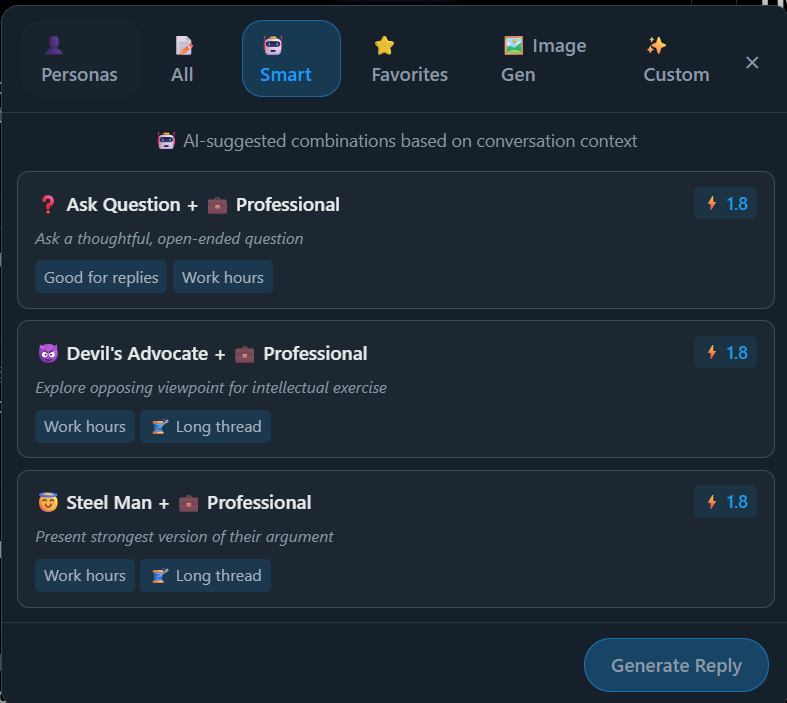 Personas
All
Smart
Favorites
Image
Gen
Custom
AI-suggested combinations based on conversation context
Ask Question + Professional
1.8
Ask a thoughtful, open-ended question
Good for replies
Work hours
Devil's Advocate + Professional
1.8
Explore opposing viewpoint for intellectual exercise
Work hours
Long thread
Steel Man + Professional
1.8
Present strongest version of their argument
Work hours
Long thread
Generate Reply